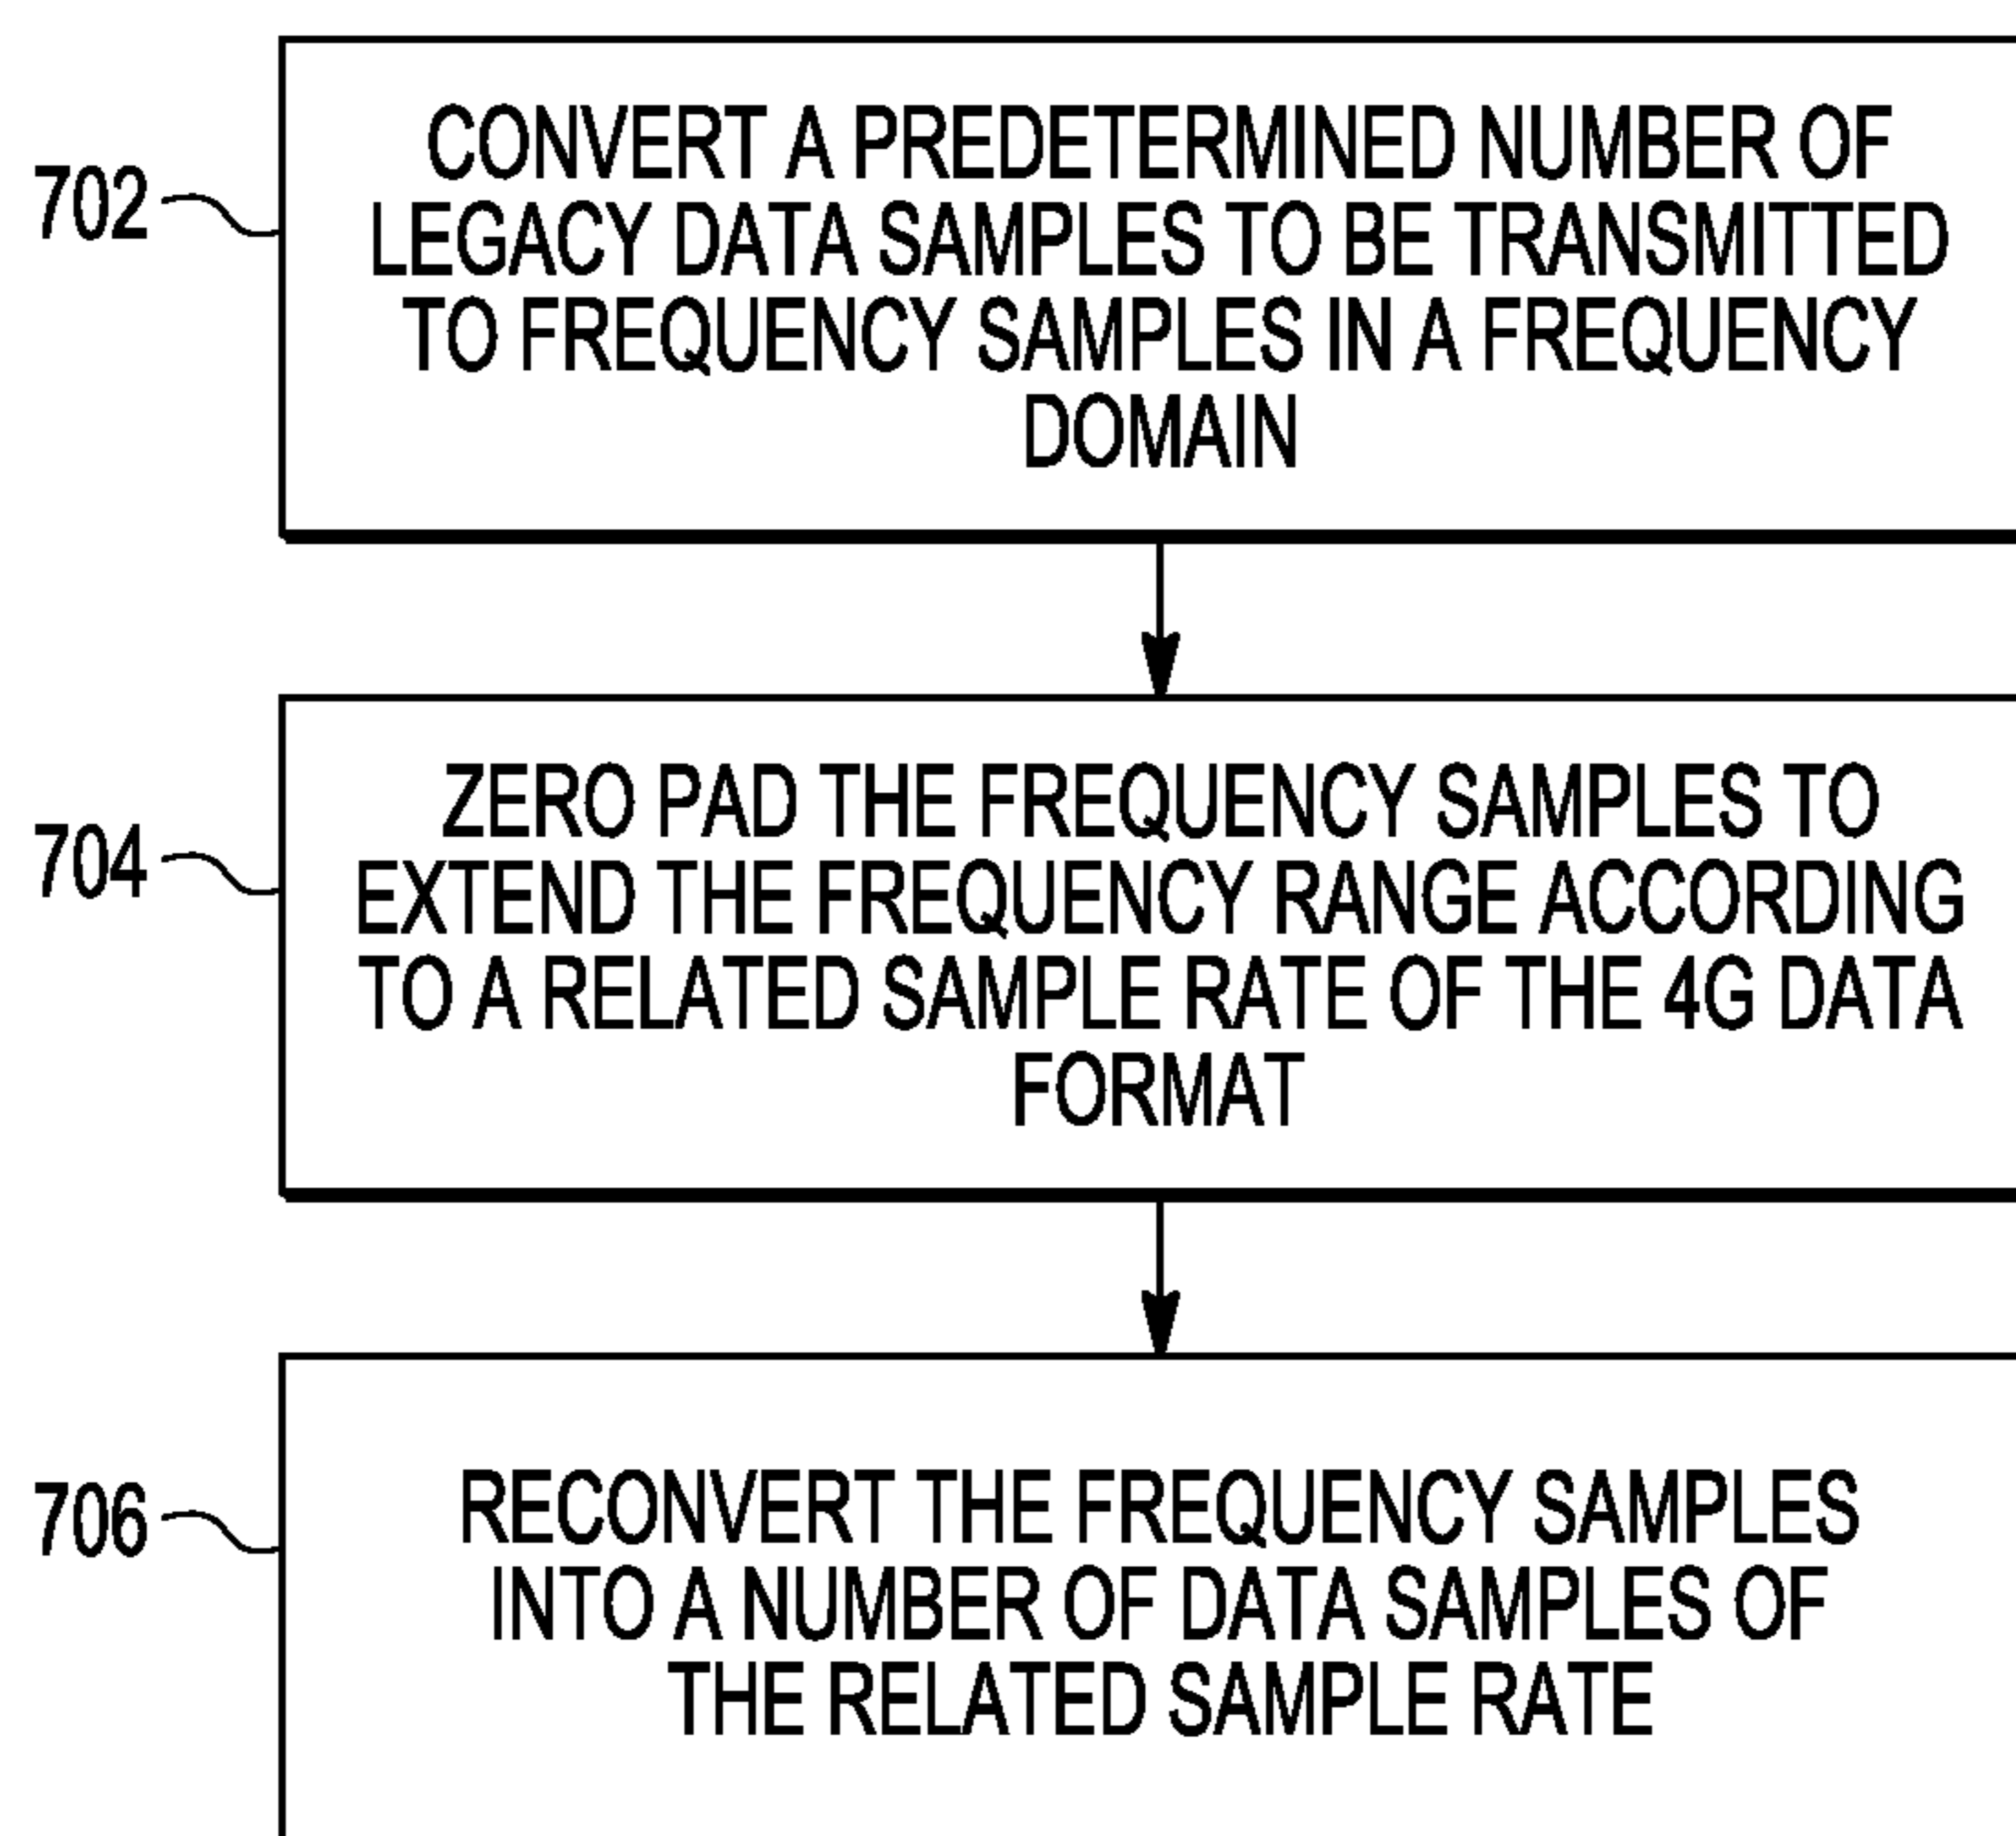 702
CONVERT A PREDETERMINED NUMBER OF
LEGACY DATA SAMPLES TO BE TRANSMITTED
TO FREQUENCY SAMPLES IN A FREQUENCY
DOMAIN
704
ZERO PAD THE FREQUENCY SAMPLES TO
EXTEND THE FREQUENCY RANGE ACCORDING
TO A RELATED SAMPLE RATE OF THE 4G DATA
FORMAT
706
RECONVERT THE FREQUENCY SAMPLES
INTO A NUMBER OF DATA SAMPLES OF
THE RELATED SAMPLE RATE